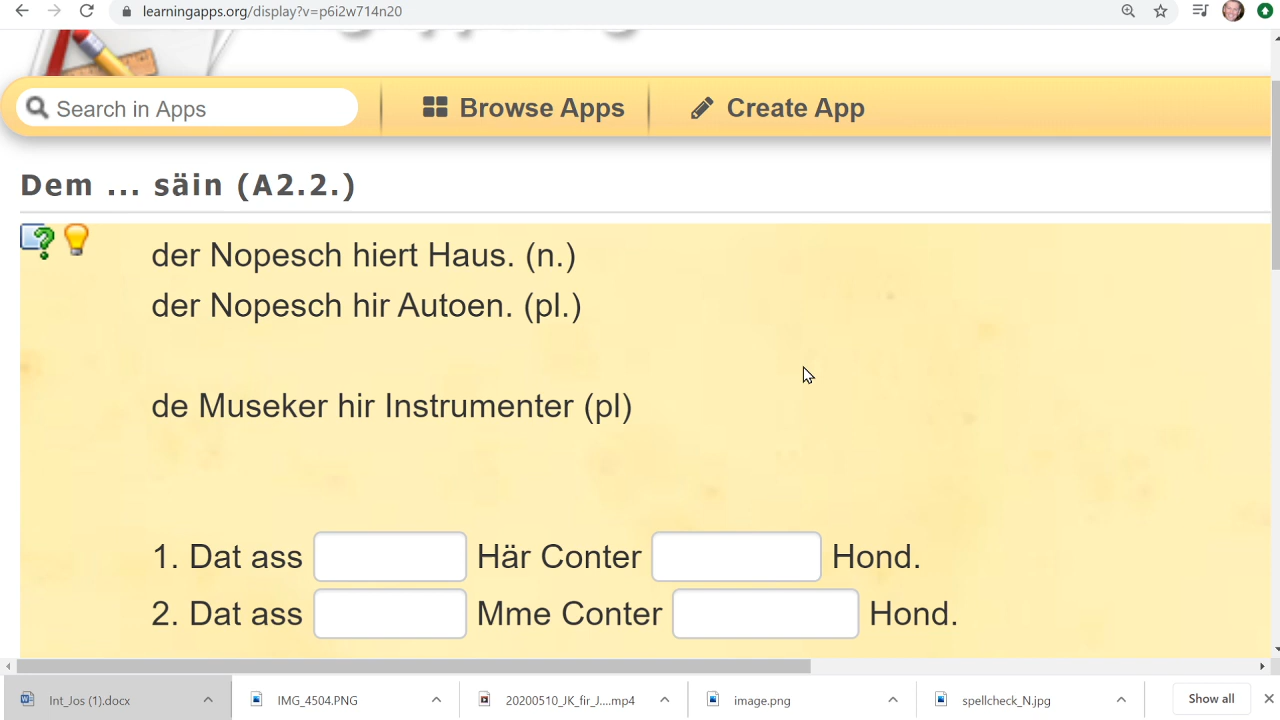 learningapps.org/display?v=p6i2w714n20
Search in Apps
Browse Apps
Create App
Dem ... säin (A2.2.)
der Nopesch hiert Haus. (n.)
der Nopesch hir Autoen. (pl.)
de Museker hir Instrumenter (pl)
1. Dat ass Här Conter Hond.
2. Dat ass Mme Conter Hond.
Int_Jos (1).docx
IMG_4504.PNG
20200510_JK_fir_J....mp4
image.png
spellcheck_N.jpg
Show all